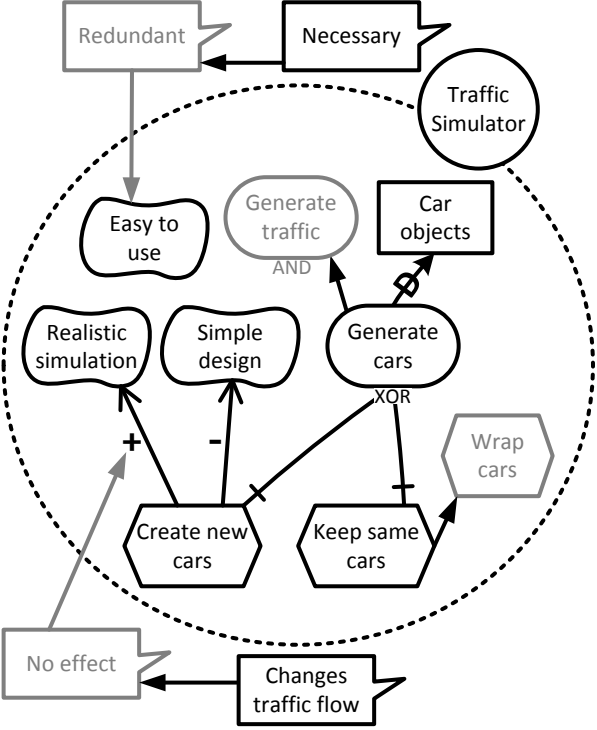 Redundant
Necessary
Traffic
Simulator
Easy to
use
Generate
traffic
AND
Car
objects
D
Realistic
simulation
Simple
design
Generate
cars
XOR
+
-
Wrap
cars
Create new
cars
Keep same
cars
No effect
Changes
traffic flow